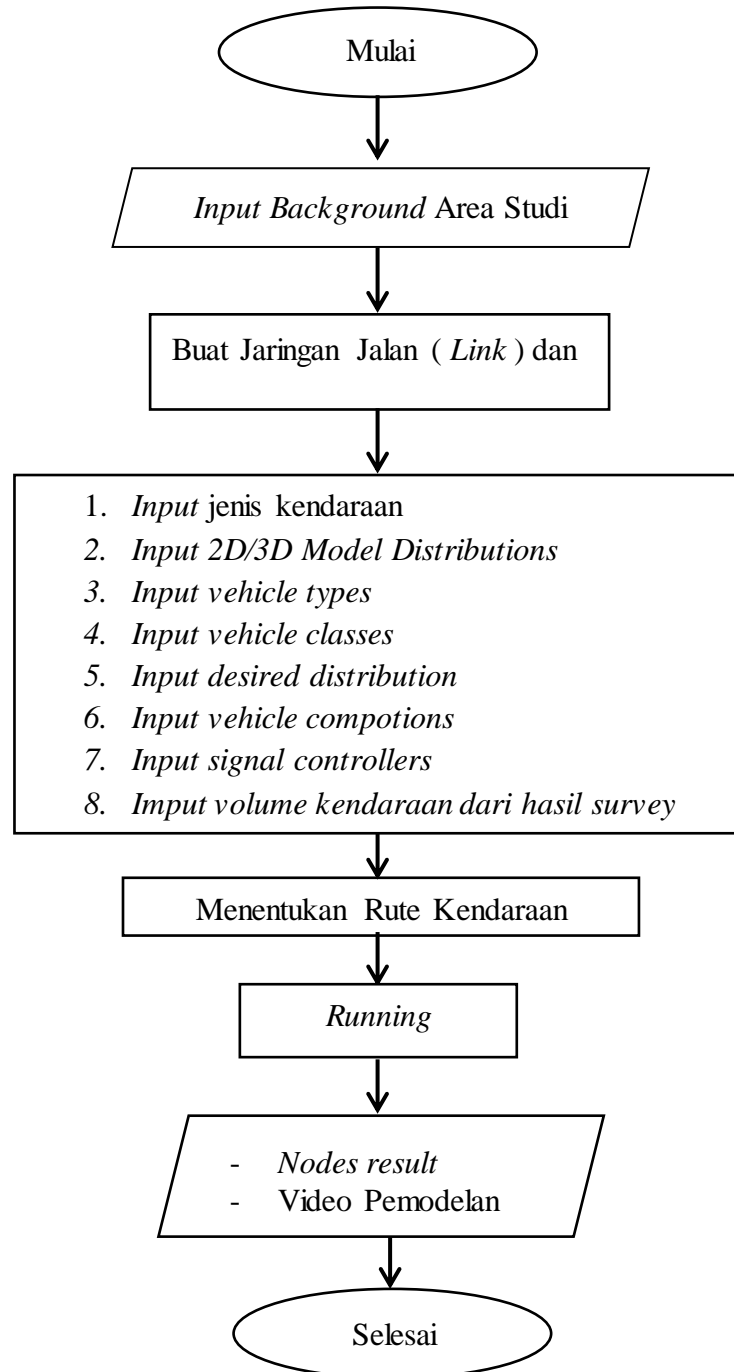 Mulai
Input Background Area Studi
Buat Jaringan Jalan ( Link ) dan
1. Input jenis kendaraan
2. Input 2D/3D Model Distributions
3. Input vehicle types
4. Input vehicle classes
5. Input desired distribution
6. Input vehicle compotions
7. Input signal controllers
8. Imput volume kendaraan dari hasil survey
Menentukan Rute Kendaraan
Running
- Nodes result
- Video Pemodelan
Selesai